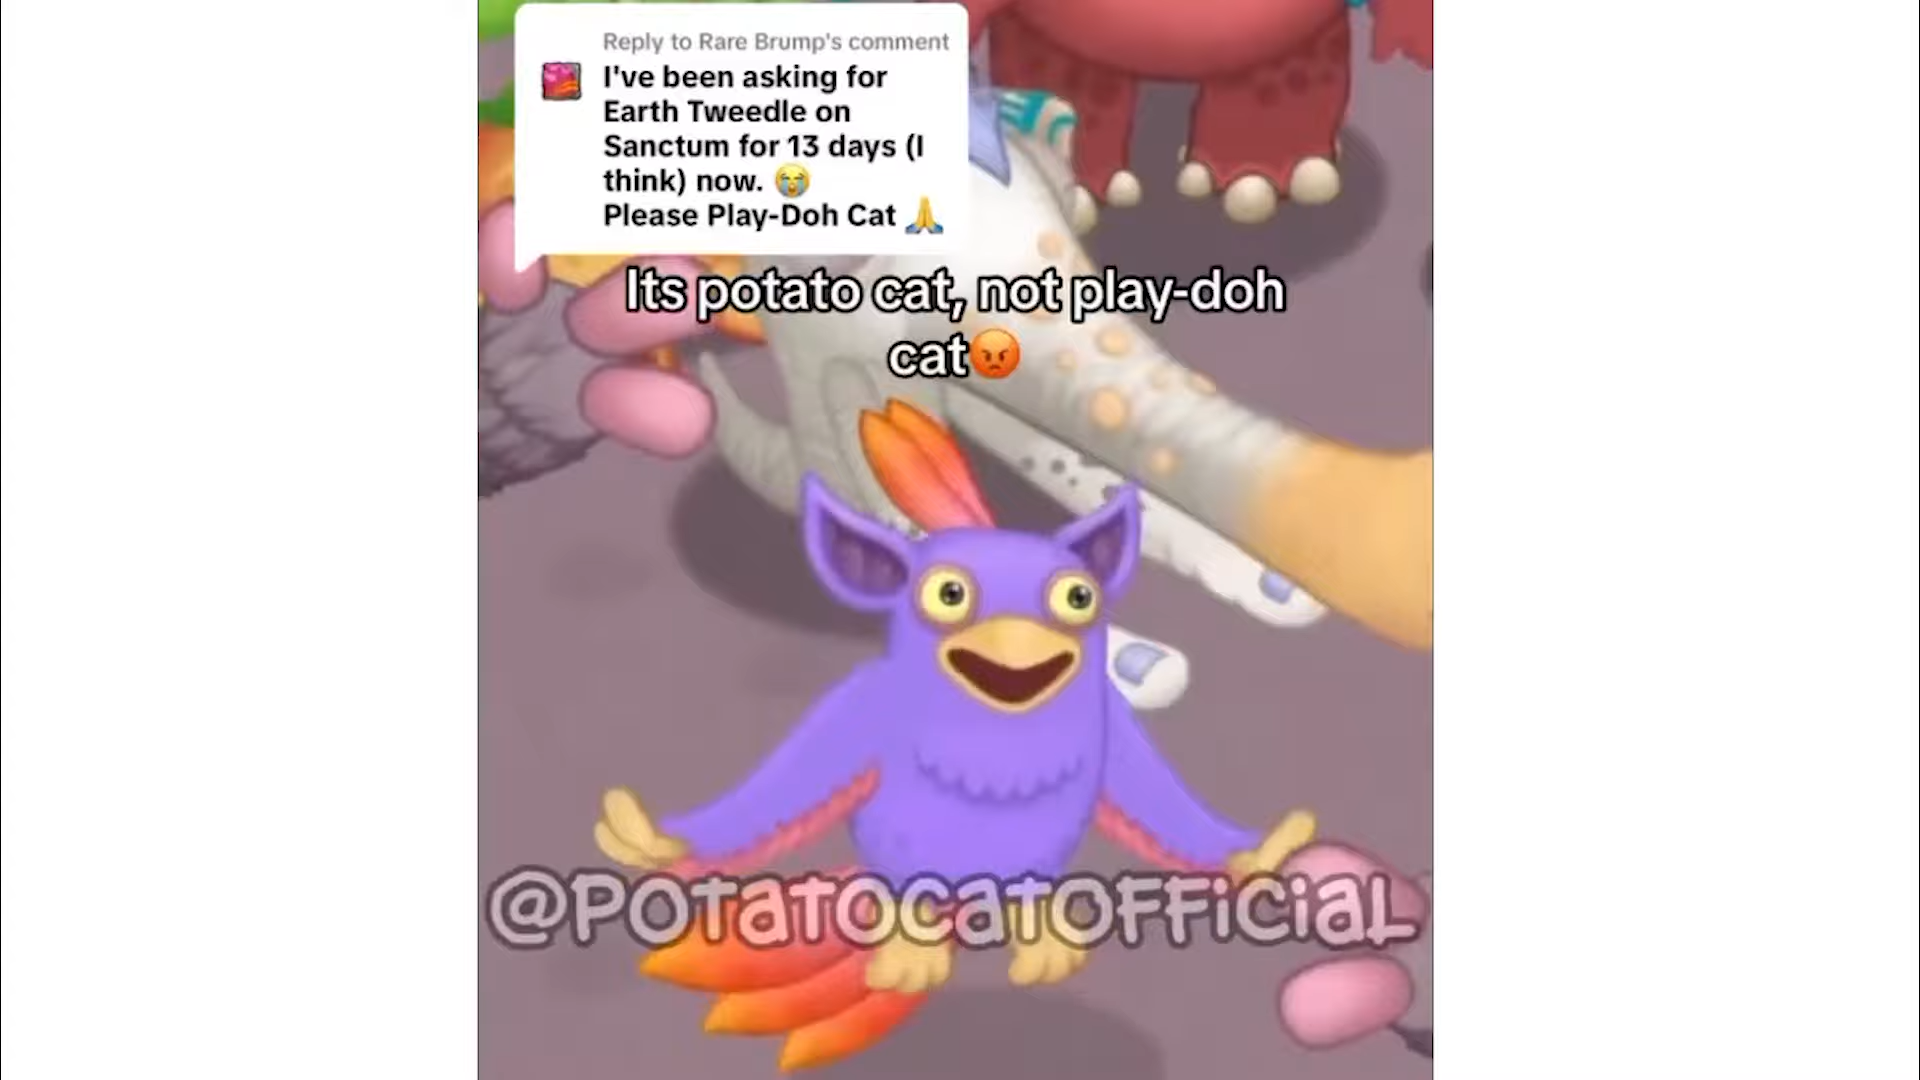 Reply to Rare Brump's comment
I've been asking for
Earth Tweedle on
Sanctum for 13 days (I
think) now. 😭
Please Play-Doh Cat 🙏
Its potato cat, not play-doh
cat😡
@POTATOCATOFFICIAL